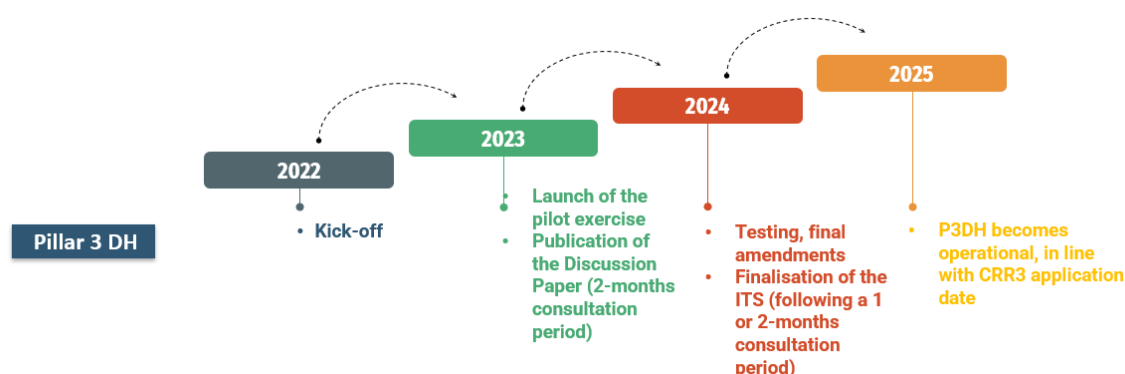 2025
2024
2023
2022
Pillar 3 DH
• Kick-off
• Launch of the
pilot exercise
• Publication of
the Discussion
Paper (2-months
consultation
period)
• Testing, final
amendments
• Finalisation of the
ITS (following a 1
or 2-months
consultation
period)
• P3DH becomes
operational, in line
with CRR3 application
date